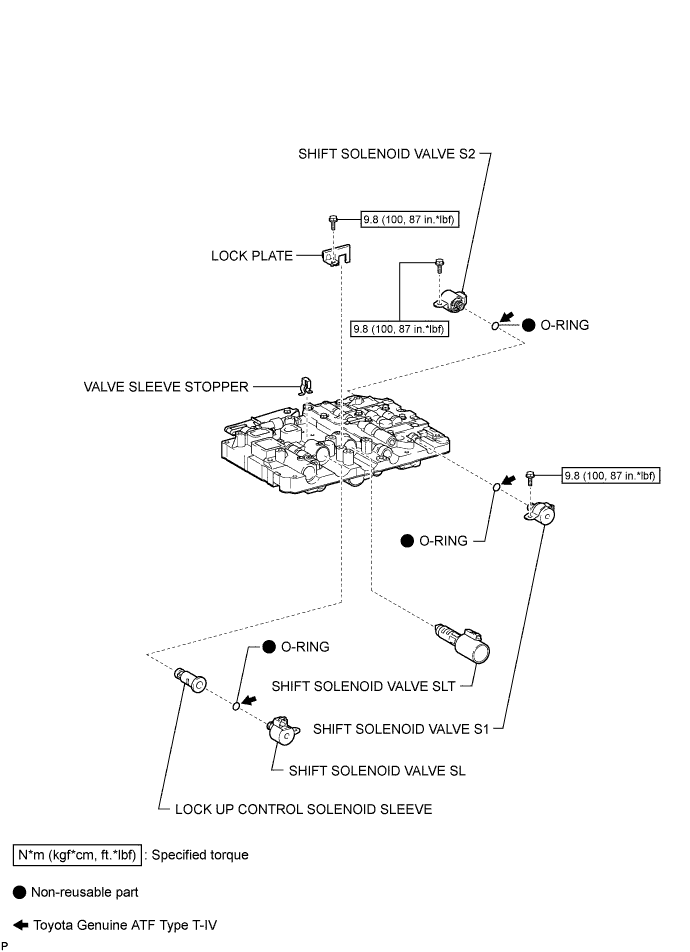 SHIFT SOLENOID VALVE S2
9.8 (100, 87 in.*lbf)
LOCK PLATE
9.8 (100, 87 in.*lbf)
O-RING
VALVE SLEEVE STOPPER
9.8 (100, 87 in.*lbf)
O-RING
O-RING
SHIFT SOLENOID VALVE SLT
SHIFT SOLENOID VALVE S1
SHIFT SOLENOID VALVE SL
LOCK UP CONTROL SOLENOID SLEEVE
N*m (kgf*cm, ft.*lbf) : Specified torque
Non-reusable part
Toyota Genuine ATF Type T-IV
P